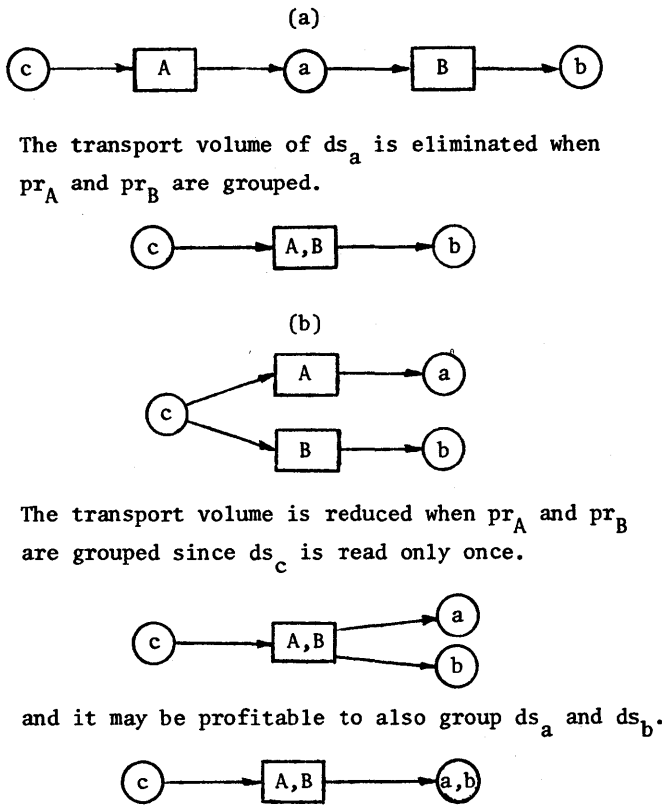 (a)
c A a B b
The transport volume of ds_a is eliminated when
pr_A and pr_B are grouped.
c A,B b
(b)
A a
c
B b
The transport volume is reduced when pr_A and pr_B
are grouped since ds_c is read only once.
a
c A,B
b
and it may be profitable to also group ds_a and ds_b.
c A,B a,b